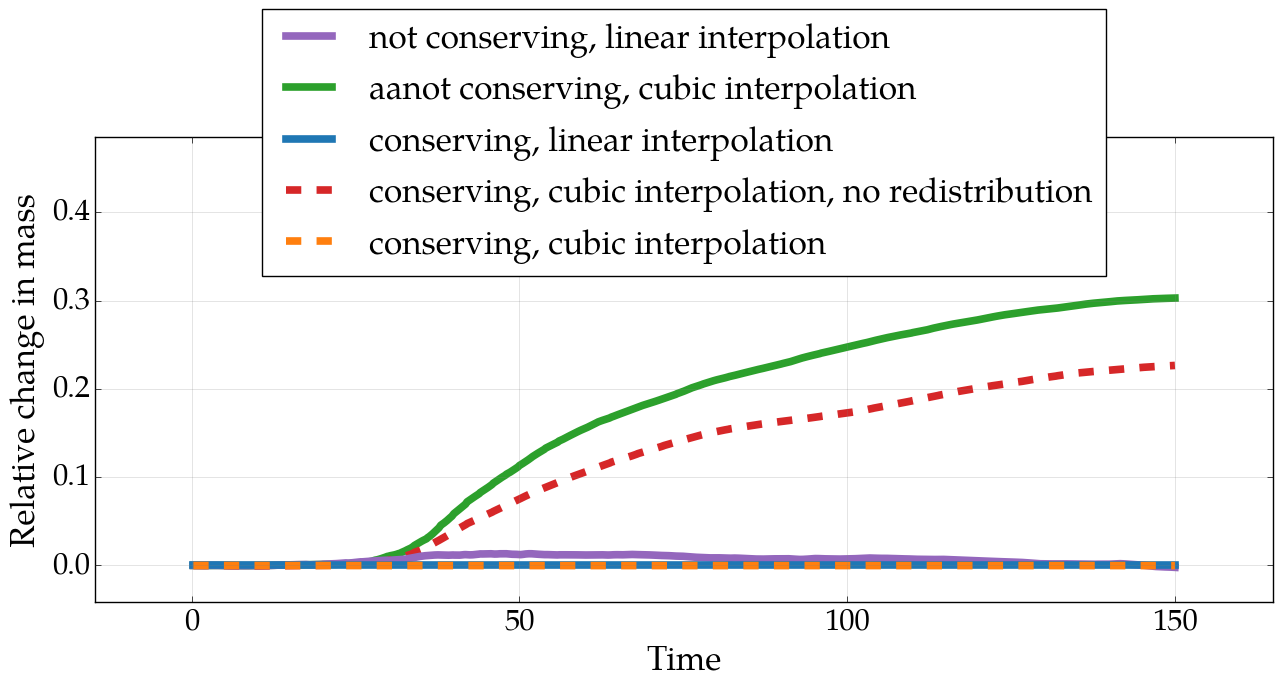 not conserving, linear interpolation
aanot conserving, cubic interpolation
conserving, linear interpolation
conserving, cubic interpolation, no redistribution
conserving, cubic interpolation
Relative change in mass
0.4
0.3
0.2
0.1
0.0
0 50 100 150
Time